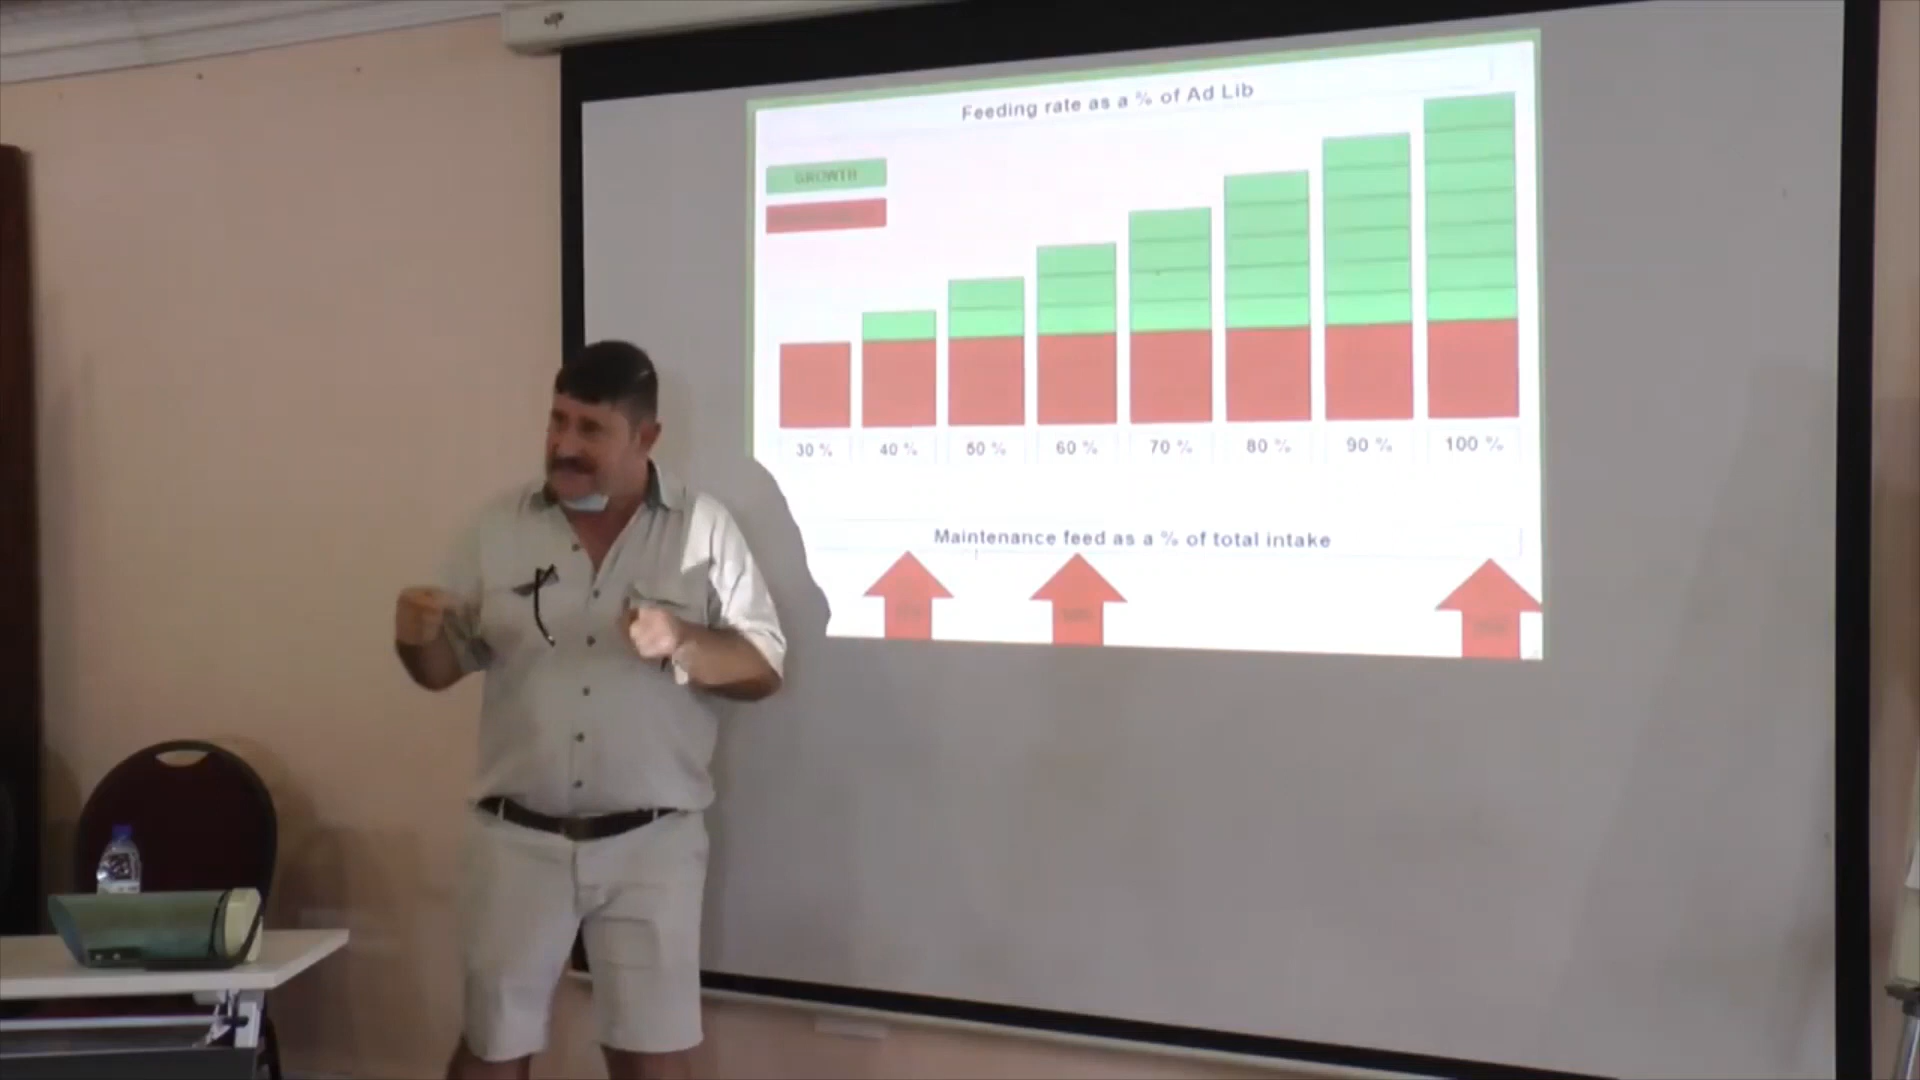 Feeding rate as a % of Ad Lib
GROWTH
30 % 40 % 50 % 60 % 70 % 80 % 90 % 100 %
Maintenance feed as a % of total intake